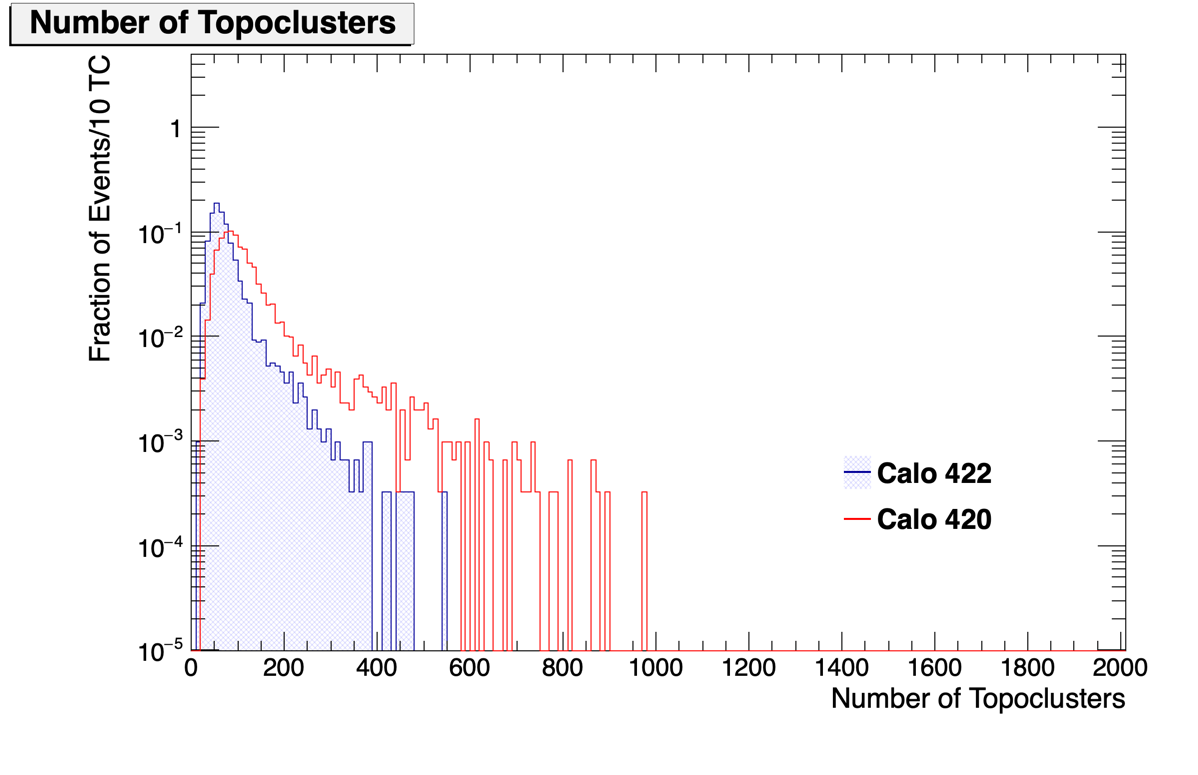 Number of Topoclusters
Fraction of Events/10 TC
1
10⁻¹
10⁻²
10⁻³
10⁻⁴
10⁻⁵
Calo 422
Calo 420
0 200 400 600 800 1000 1200 1400 1600 1800 2000
Number of Topoclusters